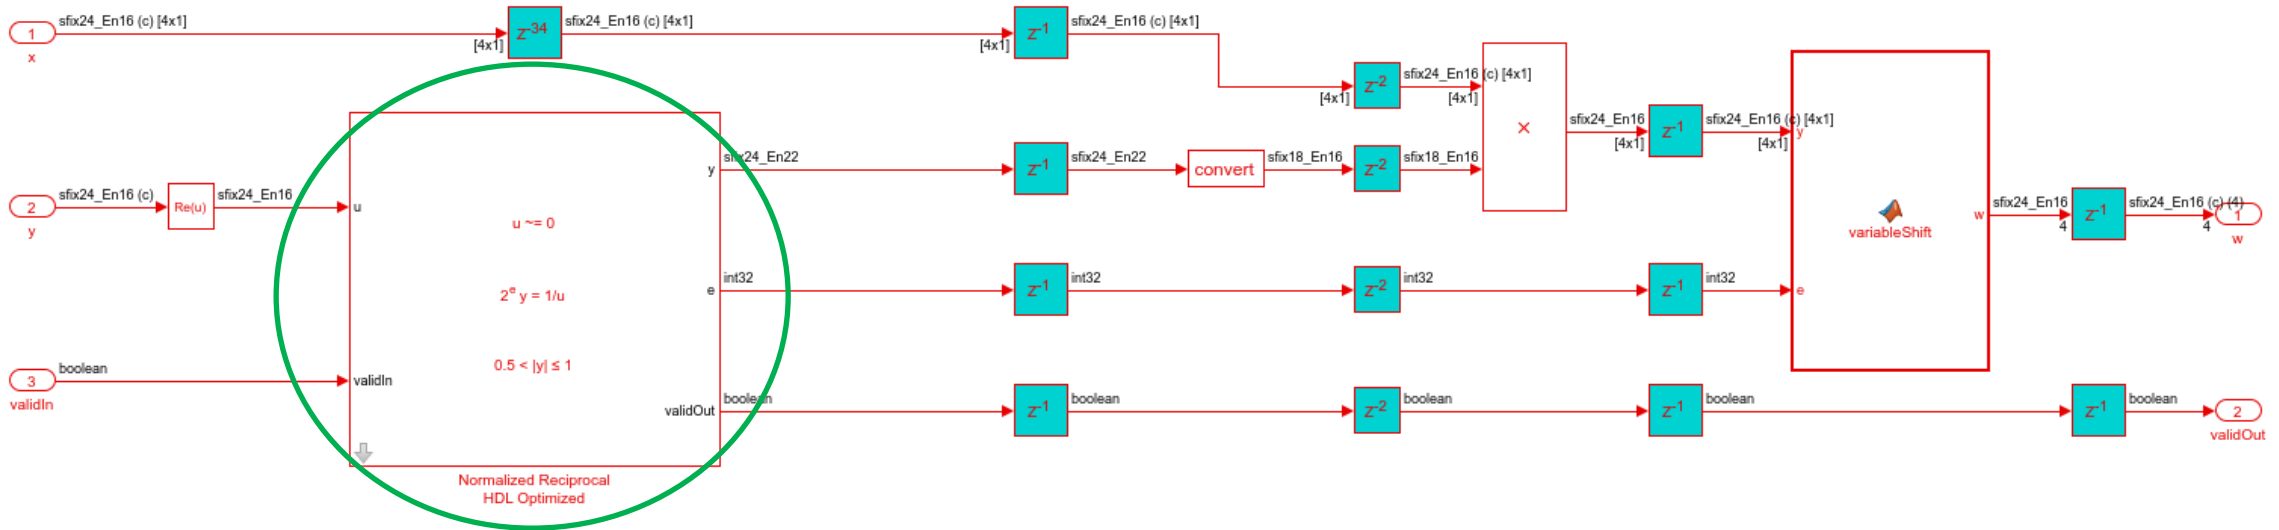 1
x
sfix24_En16 (c) [4x1]
[4x1]
z-34
sfix24_En16 (c) [4x1]
[4x1]
z-1
sfix24_En16 (c) [4x1]
[4x1]
z-2
sfix24_En16 (c) [4x1]
[4x1]
×
sfix24_En16
[4x1]
z-1
sfix24_En16 (c) [4x1]
[4x1]
y
2
y
sfix24_En16 (c)
Re(u)
sfix24_En16
u
u ~= 0
2e y = 1/u
0.5 < |y| ≤ 1
y
sfix24_En22
z-1
sfix24_En22
convert
sfix18_En16
z-2
sfix18_En16
e
int32
z-1
int32
z-2
int32
z-1
int32
e
variableShift
w
sfix24_En16
4
z-1
sfix24_En16 (c) (4)
4
1
w
3
validIn
boolean
validIn
validOut
boolean
z-1
boolean
z-2
boolean
z-1
boolean
z-1
boolean
2
validOut
Normalized Reciprocal
HDL Optimized